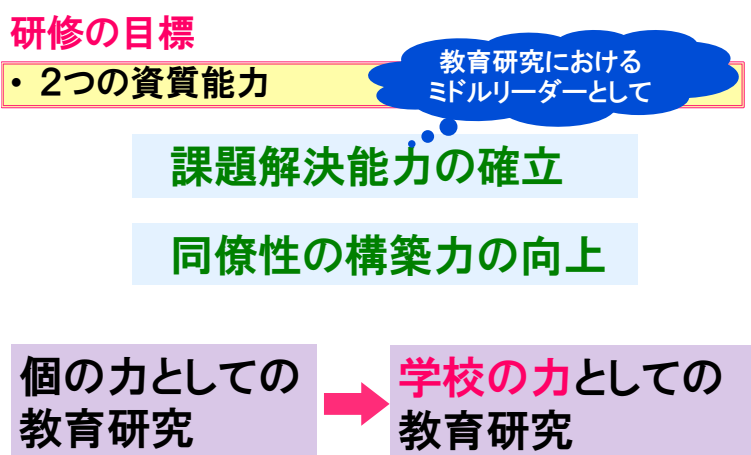 研修の目標
・ 2つの資質能力
教育研究における
ミドルリーダーとして
課題解決能力の確立
同僚性の構築力の向上
個の力としての
教育研究
学校の力としての
教育研究